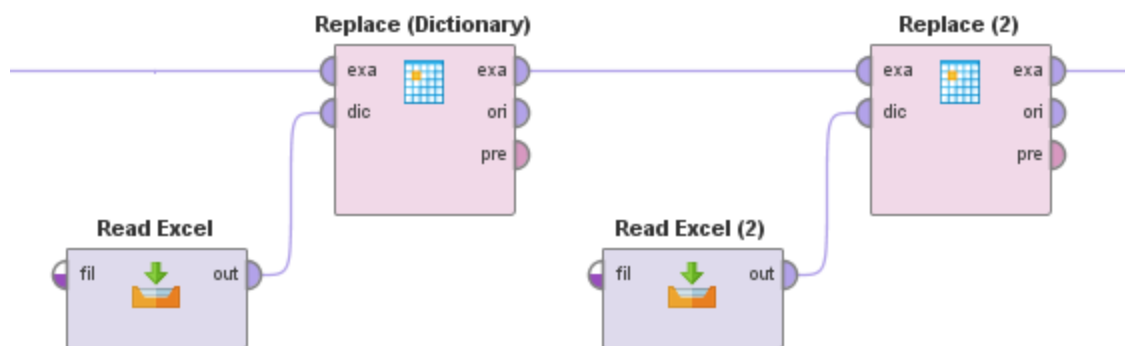 Replace (Dictionary)
exa exa
dic ori
pre
Replace (2)
exa exa
dic ori
pre
Read Excel
fil out
Read Excel (2)
fil out